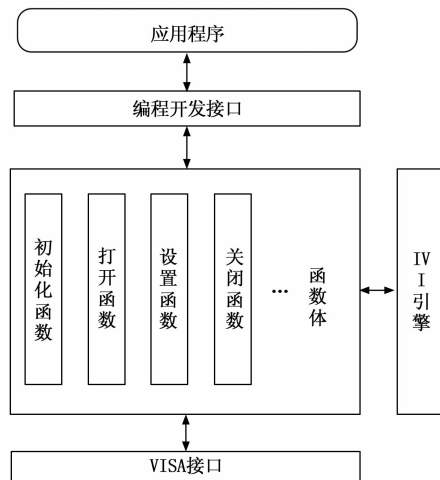 应用程序
编程开发接口
初始化函数
打开函数
设置函数
关闭函数
…
函数体
IVI引擎
VISA接口